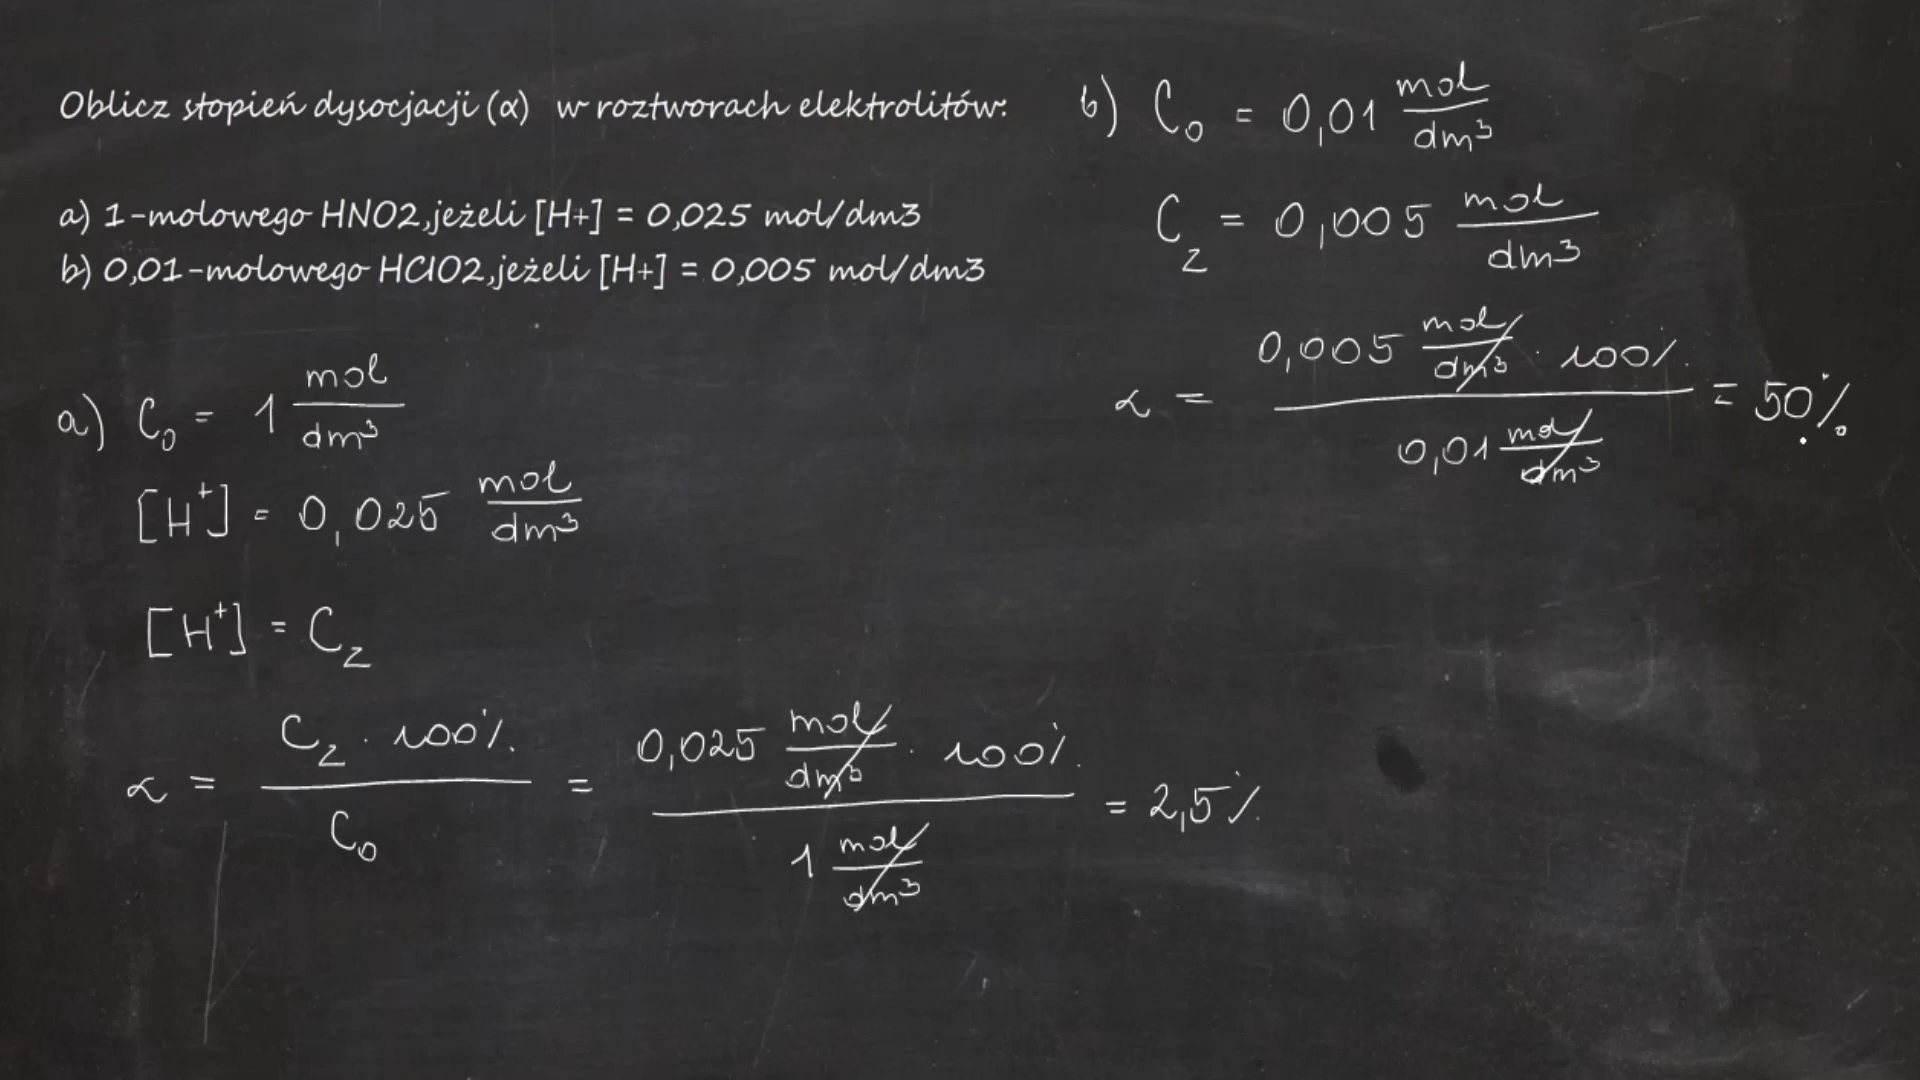 Oblicz stopień dysocjacji (α) w roztworach elektrolitów:
a) 1-molowego HNO2, jeżeli [H+] = 0,025 mol/dm3
b) 0,01-molowego HClO2, jeżeli [H+] = 0,005 mol/dm3
a) C₀ = 1 mol/dm³
[H⁺] = 0,025 mol/dm³
[H⁺] = C_z
α = C_z · 100% / C₀ = 0,025 mol/dm³ · 100% / 1 mol/dm³ = 2,5%
b) C₀ = 0,01 mol/dm³
C_z = 0,005 mol/dm³
α = 0,005 mol/dm³ · 100% / 0,01 mol/dm³ = 50%